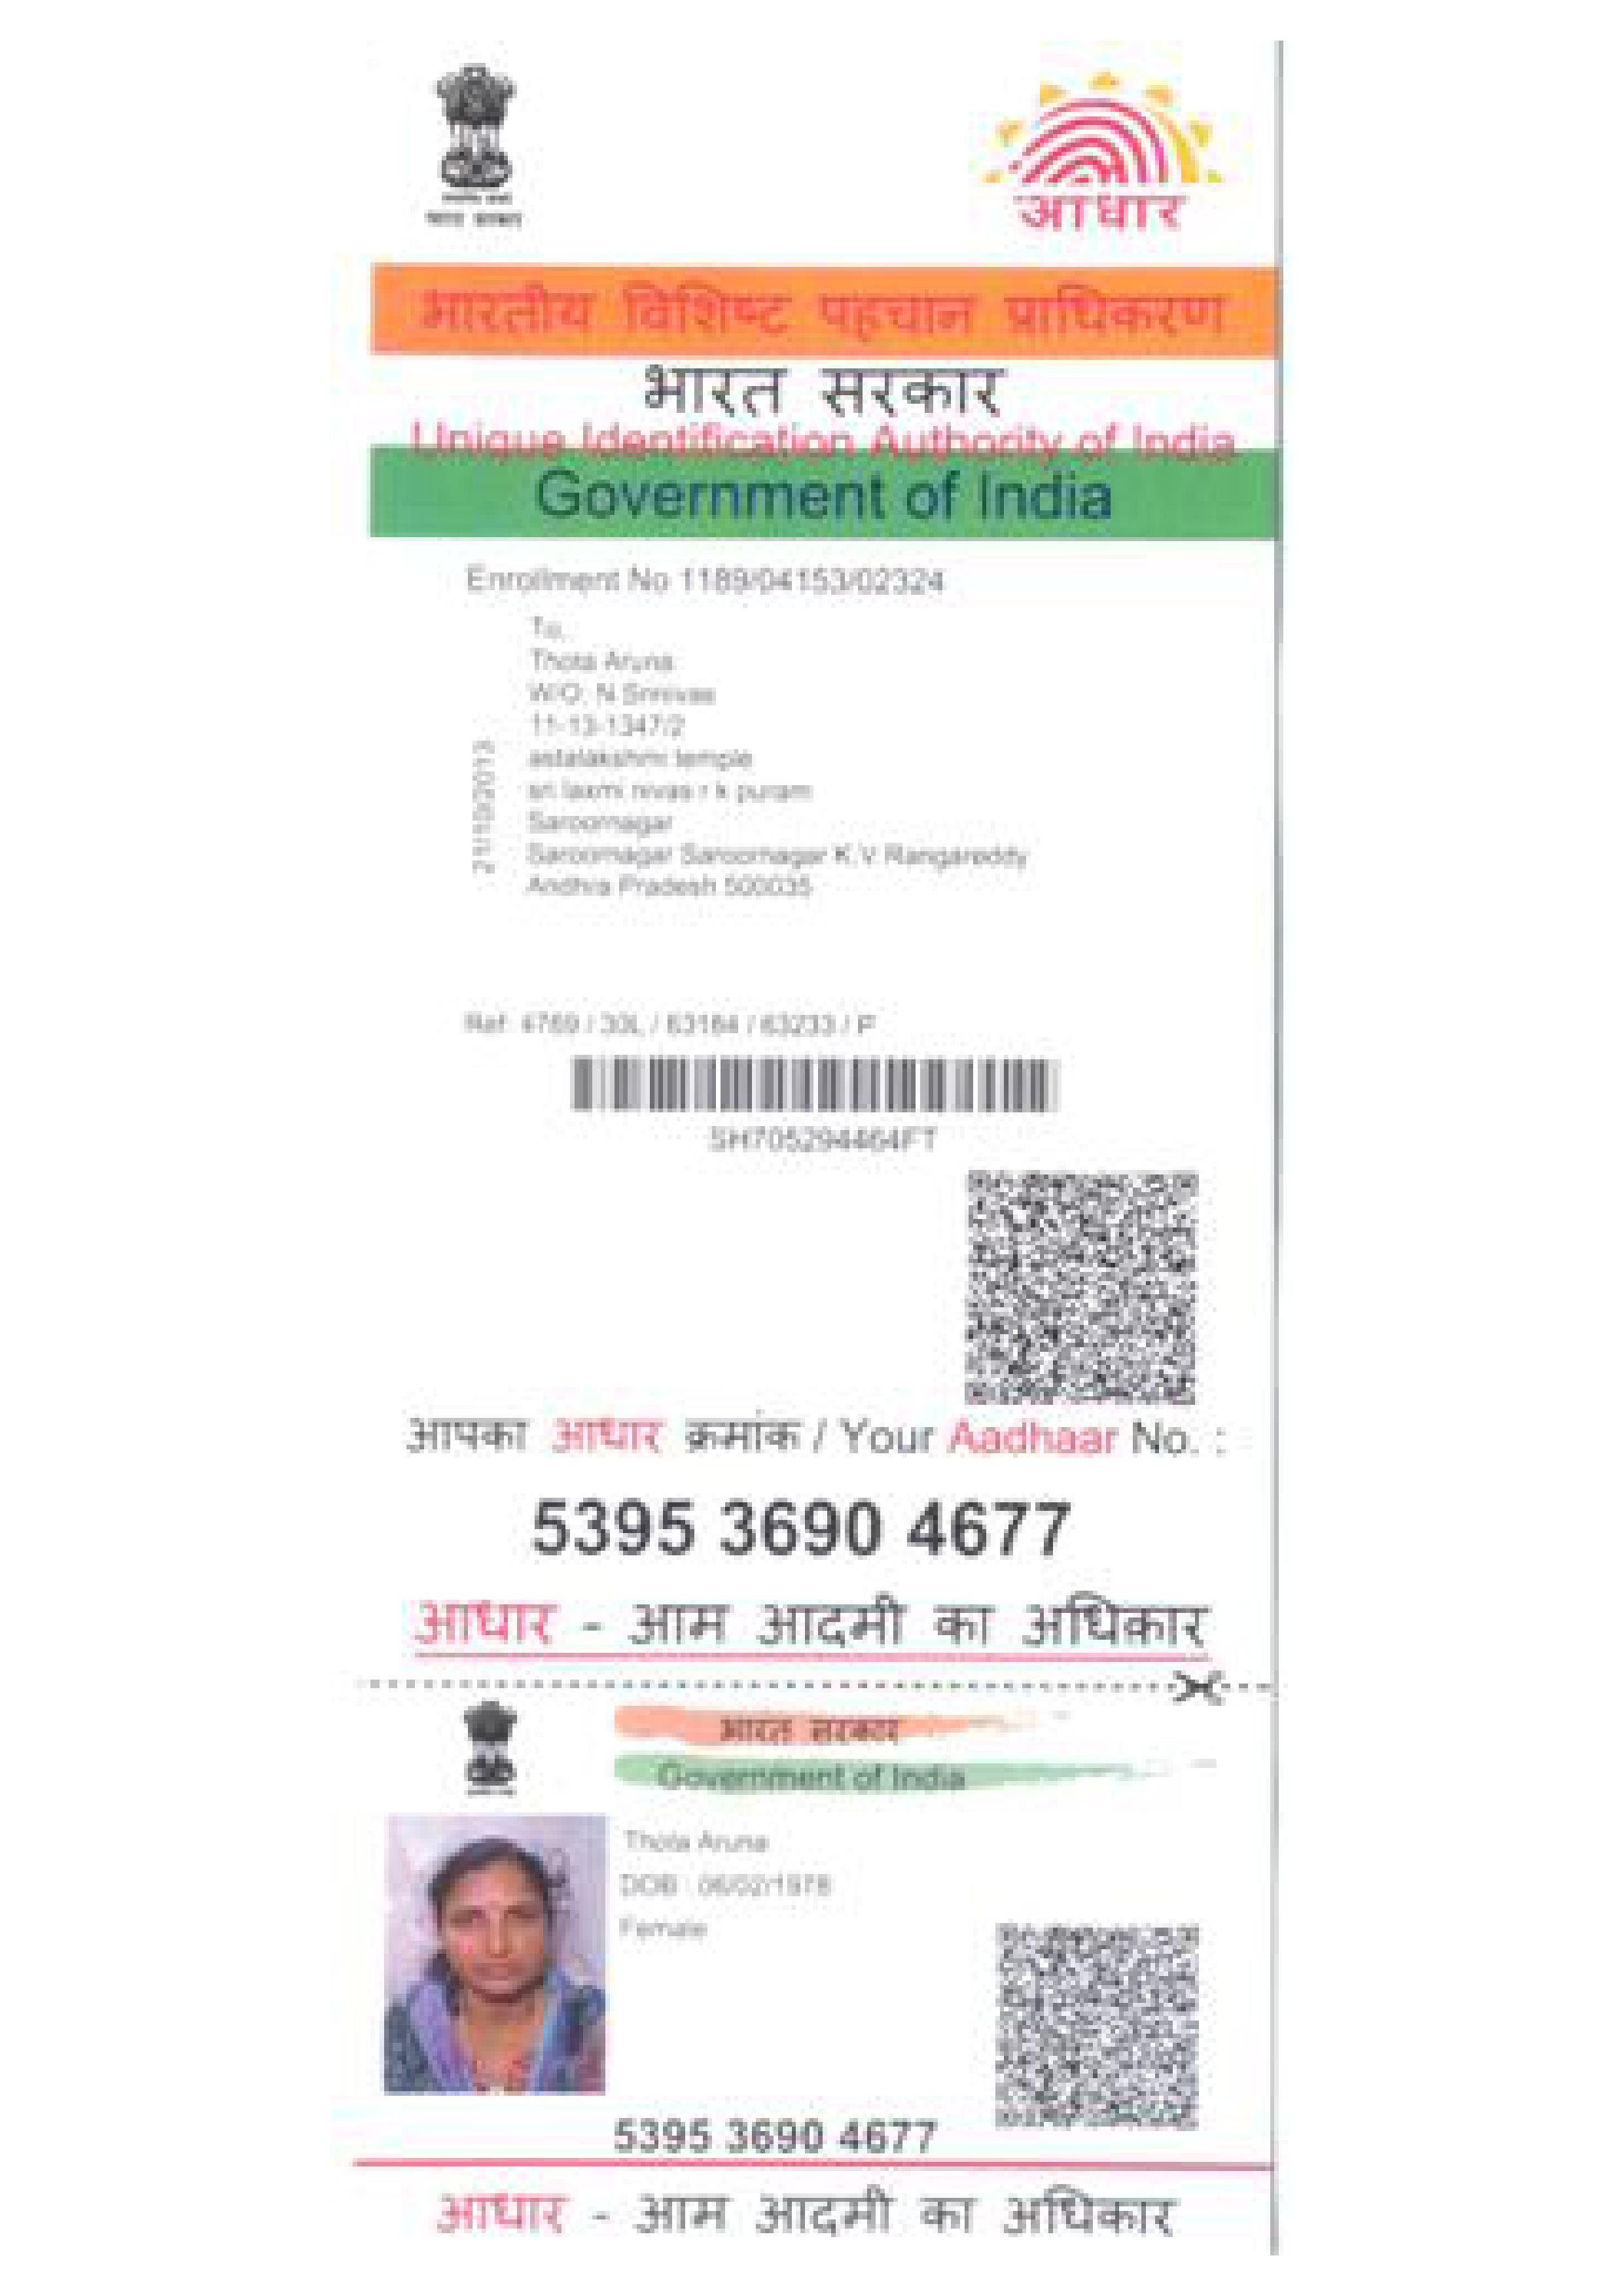 भारत सरकार
आधार
भारतीय विशिष्ट पहचान प्राधिकरण
भारत सरकार
Unique Identification Authority of India
Government of India
Enrollment No 1189/04153/02324
To,
Thota Aruna
W/O: N Srinivas
11-13-1347/2
astalakshmi temple
sri laxmi nivas r k puram
Saroornagar
Saroornagar Saroornagar K.V. Rangareddy
Andhra Pradesh 500035
21/10/2013
Ref: 4769 / 30L / 63164 / 63233 / P
SH705294464FT
आपका आधार क्रमांक / Your Aadhaar No. :
5395 3690 4677
आधार - आम आदमी का अधिकार
भारत सरकार
Government of India
Thota Aruna
DOB : 06/02/1978
Female
5395 3690 4677
आधार - आम आदमी का अधिकार